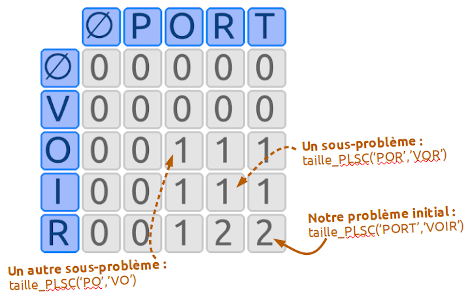 ∅ P O R T
∅ 0 0 0 0 0
V 0 0 0 0 0
O 0 0 1 1 1
I 0 0 1 1 1
R 0 0 1 2 2
Un sous-problème :
taille_PLSC('POR','VOR')
Notre problème initial :
taille_PLSC('PORT','VOIR')
Un autre sous-problème :
taille_PLSC('PO','VO')